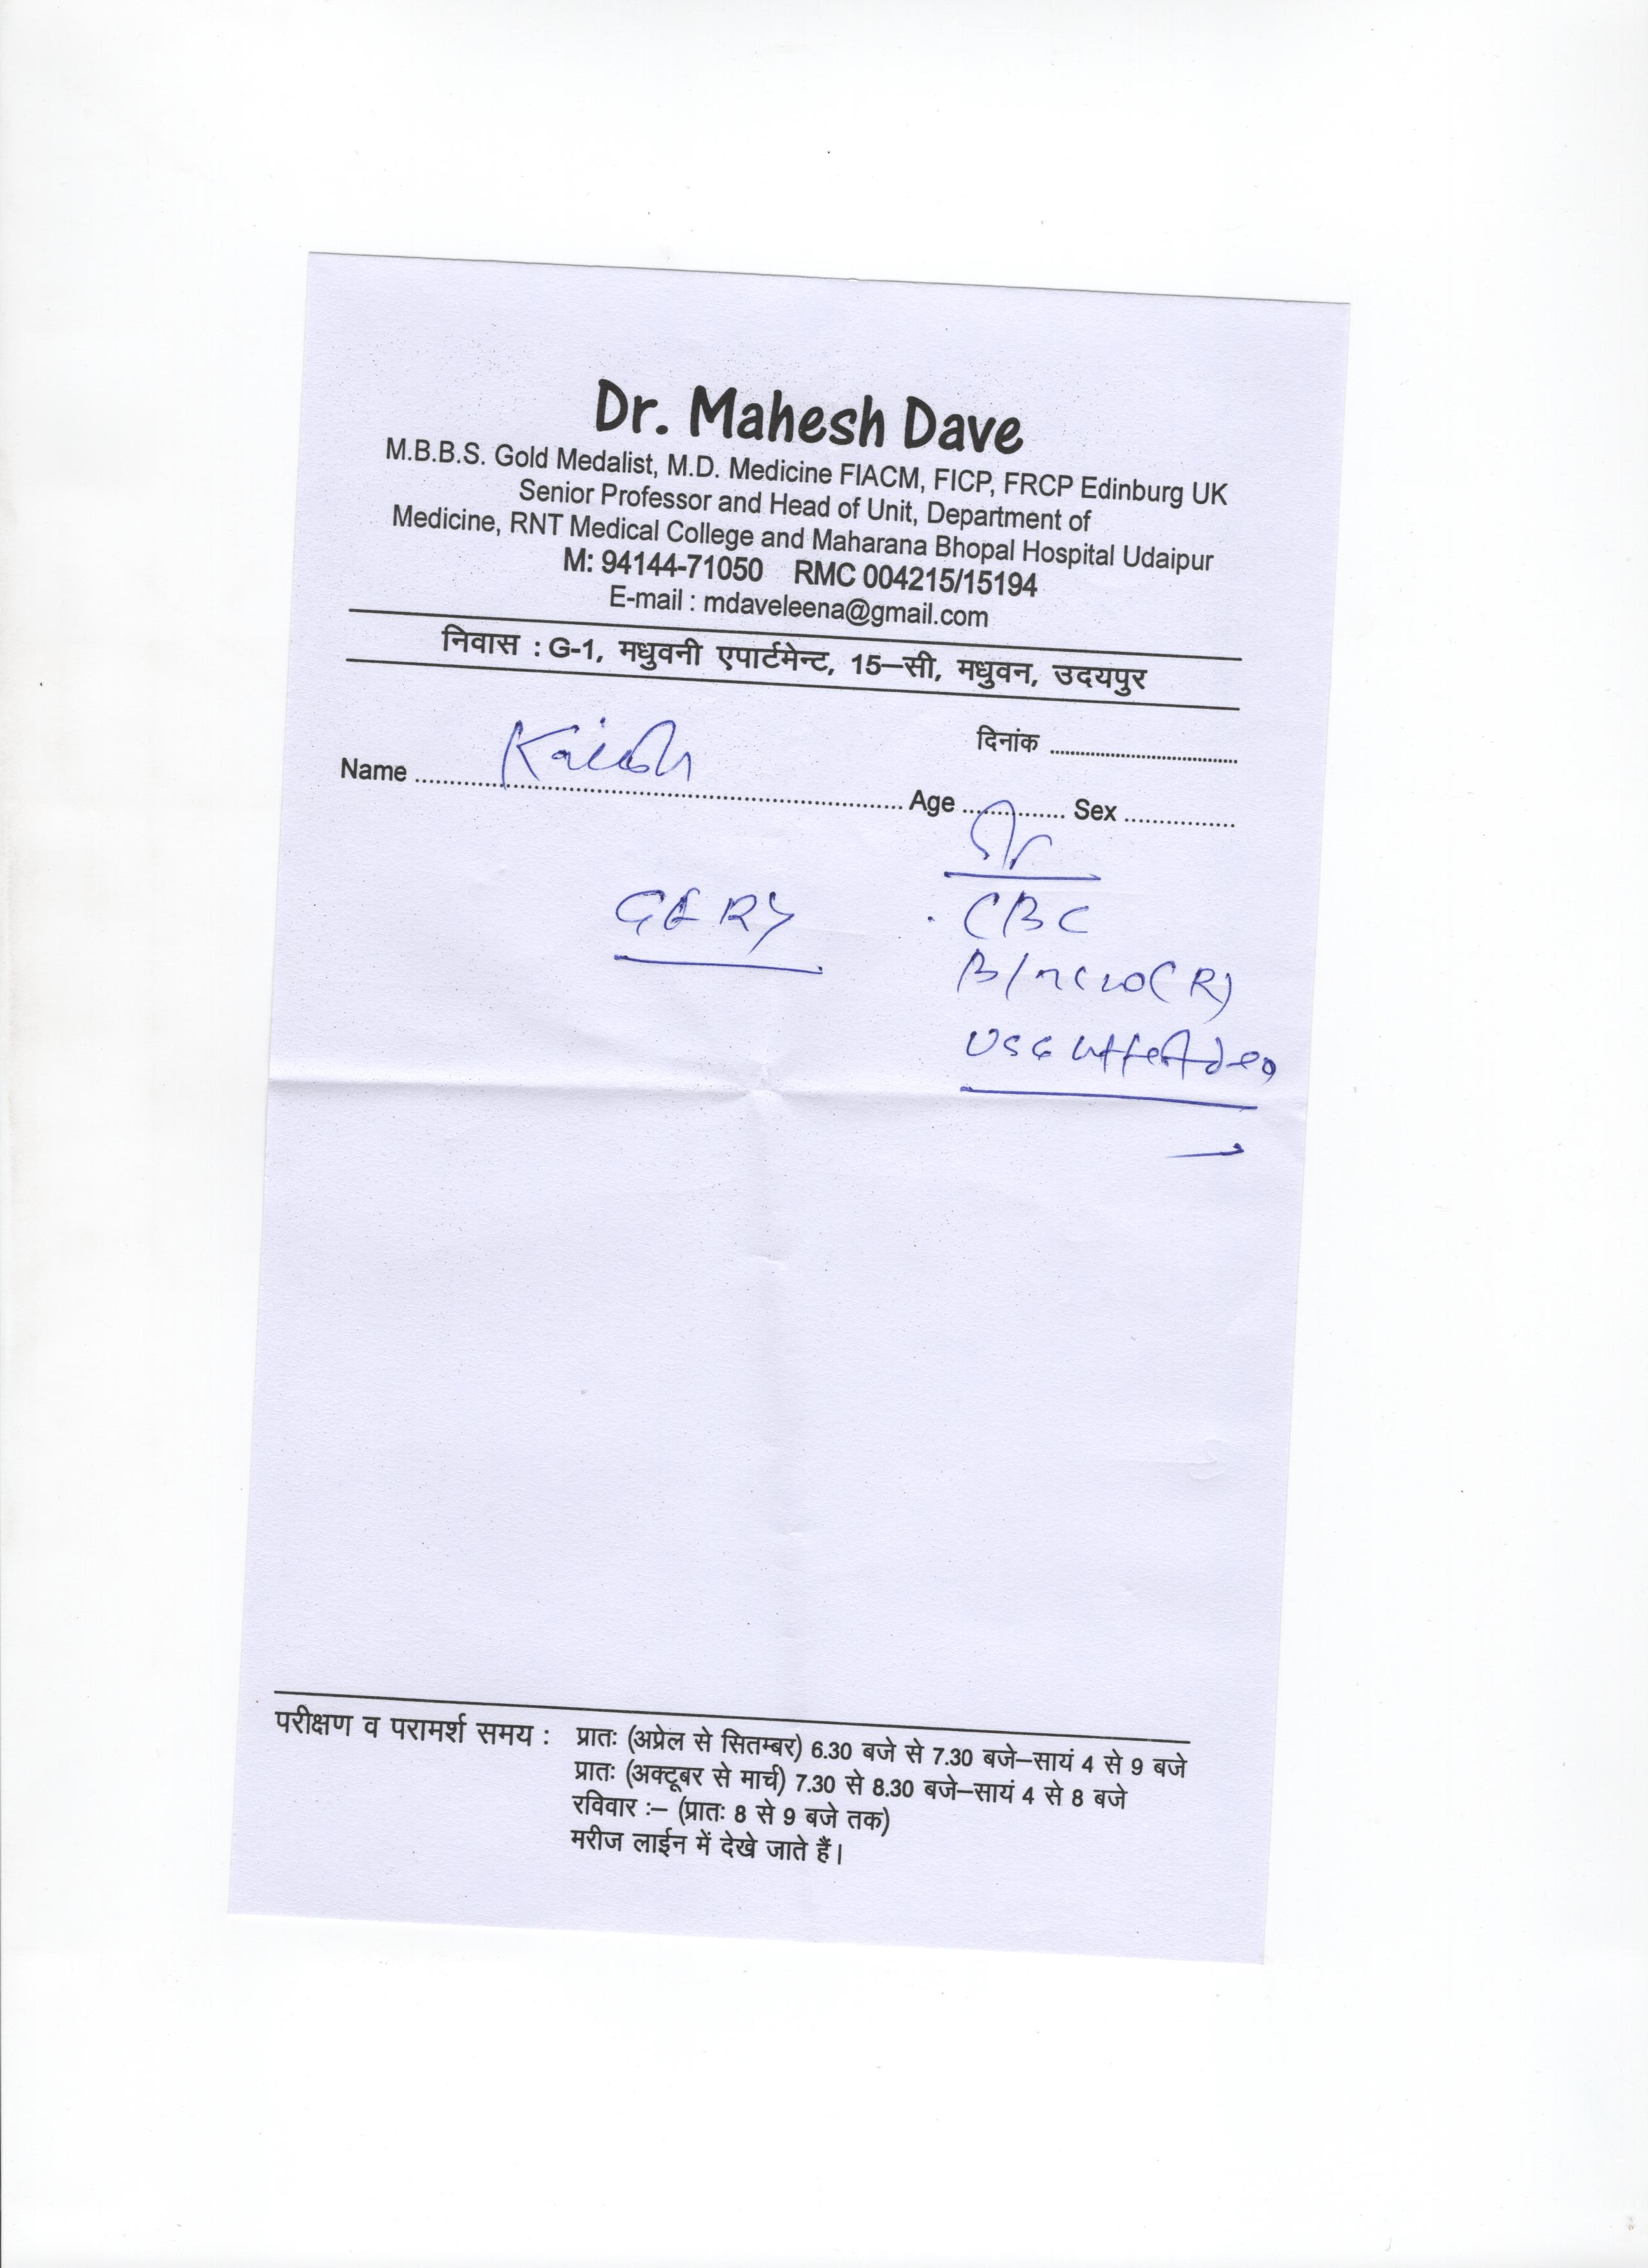 Dr. Mahesh Dave
M.B.B.S. Gold Medalist, M.D. Medicine FIACM, FICP, FRCP Edinburg UK
Senior Professor and Head of Unit, Department of
Medicine, RNT Medical College and Maharana Bhopal Hospital Udaipur
M: 94144-71050 RMC 004215/15194
E-mail : mdaveleena@gmail.com
निवास : G-1, मधुवनी एपार्टमेन्ट, 15–सी, मधुवन, उदयपुर
दिनांक
Name Kailash Age Sex
CBC
USG
परीक्षण व परामर्श समय : प्रातः (अप्रेल से सितम्बर) 6.30 बजे से 7.30 बजे–सायं 4 से 9 बजे
प्रातः (अक्टूबर से मार्च) 7.30 से 8.30 बजे–सायं 4 से 8 बजे
रविवार :– (प्रातः 8 से 9 बजे तक)
मरीज लाईन में देखे जाते हैं।